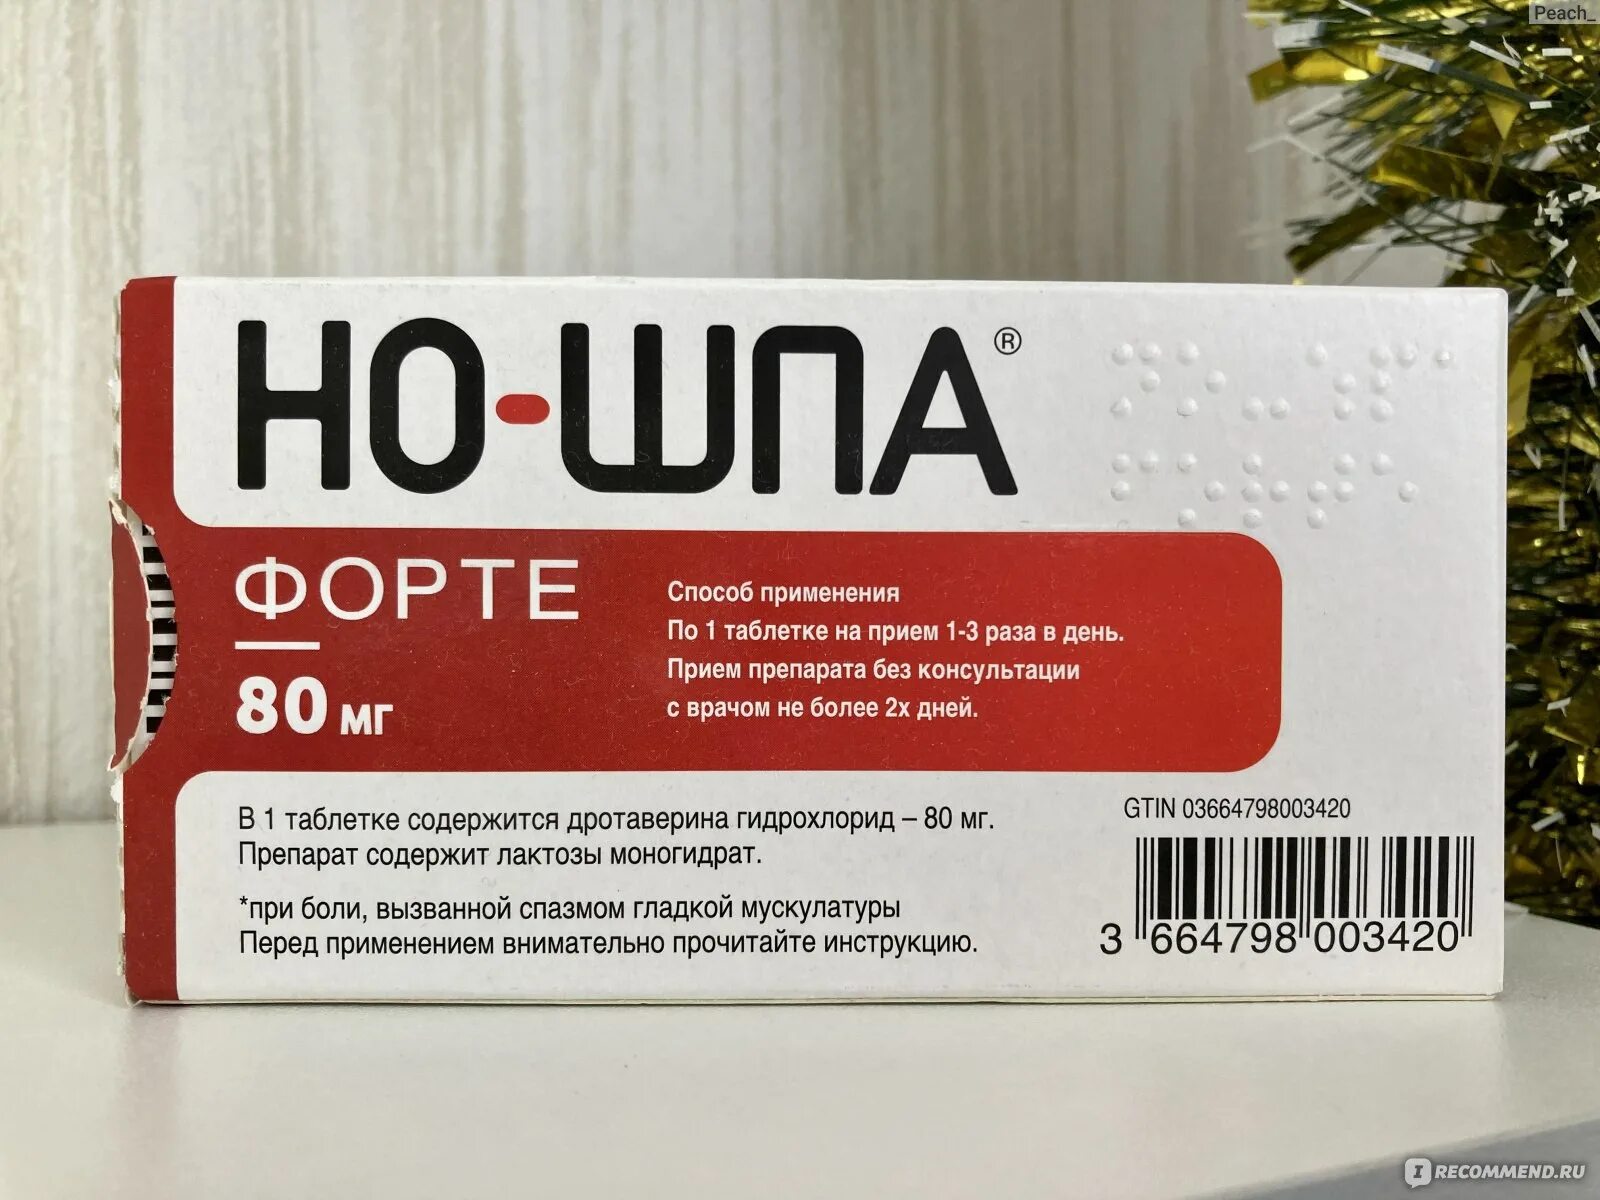 Peach_
НО-ШПА®
ФОРТЕ
80 мг
Способ применения
По 1 таблетке на прием 1-3 раза в день.
Прием препарата без консультации
с врачом не более 2х дней.
В 1 таблетке содержится дротаверина гидрохлорид – 80 мг.
Препарат содержит лактозы моногидрат.
*при боли, вызванной спазмом гладкой мускулатуры
Перед применением внимательно прочитайте инструкцию.
GTIN 03664798003420
3 664798 003420
IRECOMMEND.RU